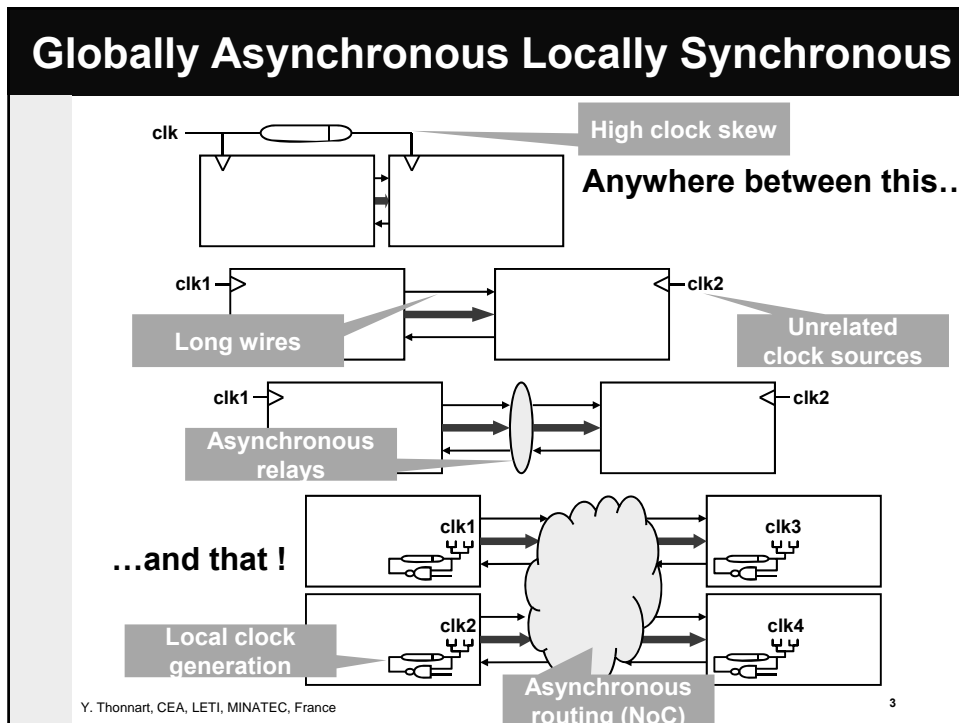 Globally Asynchronous Locally Synchronous
clk
High clock skew
Anywhere between this..
clk1
clk2
Long wires
Unrelated
clock sources
clk1
clk2
Asynchronous
relays
clk1
clk3
…and that !
clk2
clk4
Local clock
generation
Asynchronous
routing (NoC)
Y. Thonnart, CEA, LETI, MINATEC, France
3